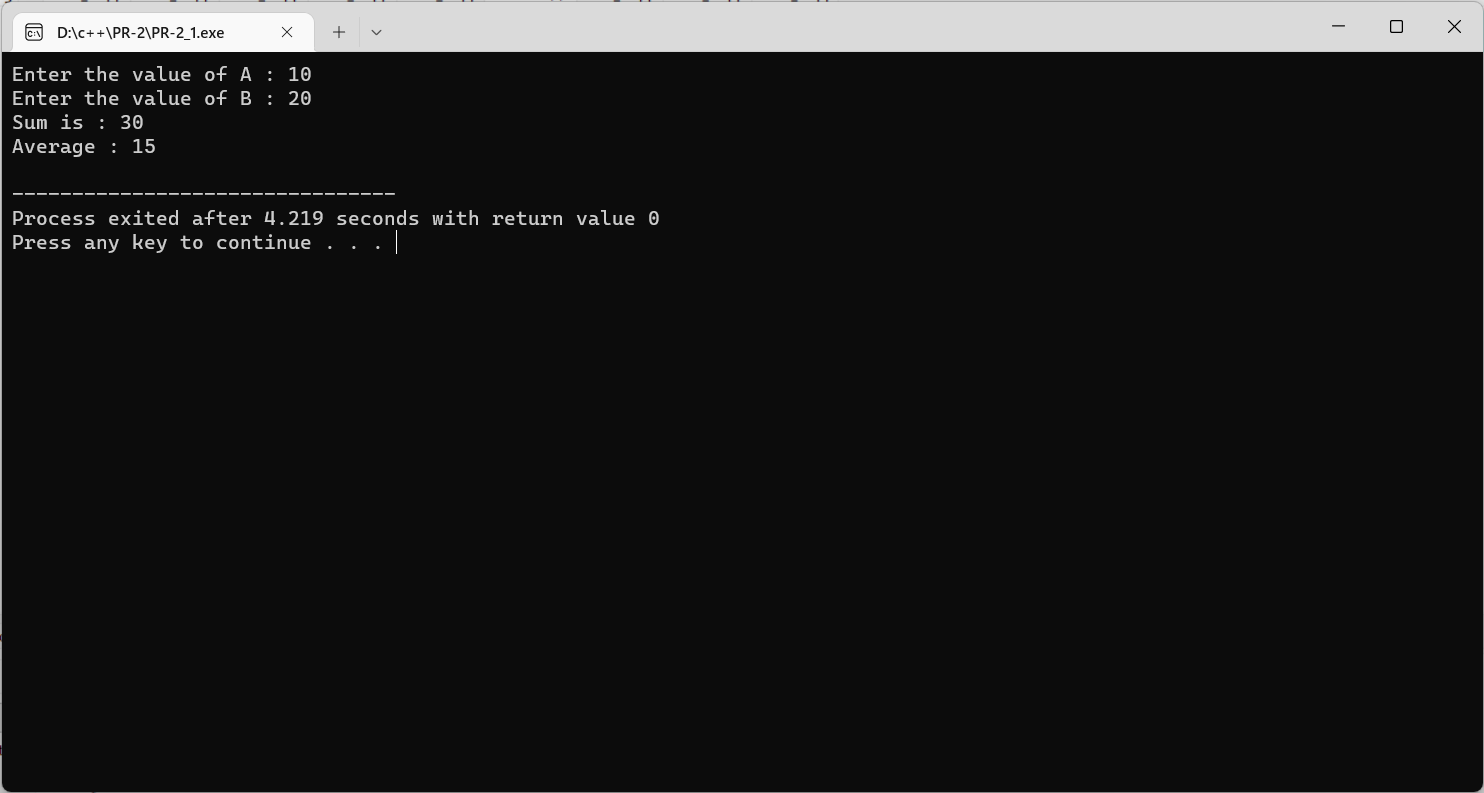 D:\c++\PR-2\PR-2_1.exe
Enter the value of A : 10
Enter the value of B : 20
Sum is : 30
Average : 15
--------------------------------
Process exited after 4.219 seconds with return value 0
Press any key to continue . . .